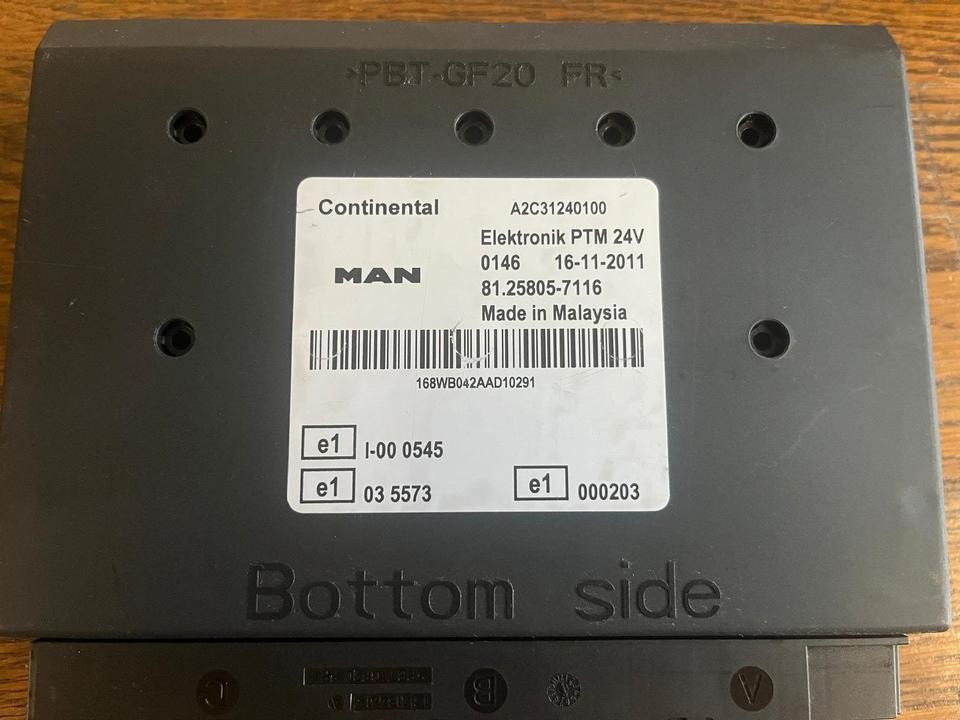 >PBT-GF20 FR<
Continental A2C31240100
Elektronik PTM 24V
0146 16-11-2011
MAN 81.25805-7116
Made in Malaysia
168WB042AAD10291
e1 I-00 0545
e1 03 5573 e1 000203
Bottom side
C B A